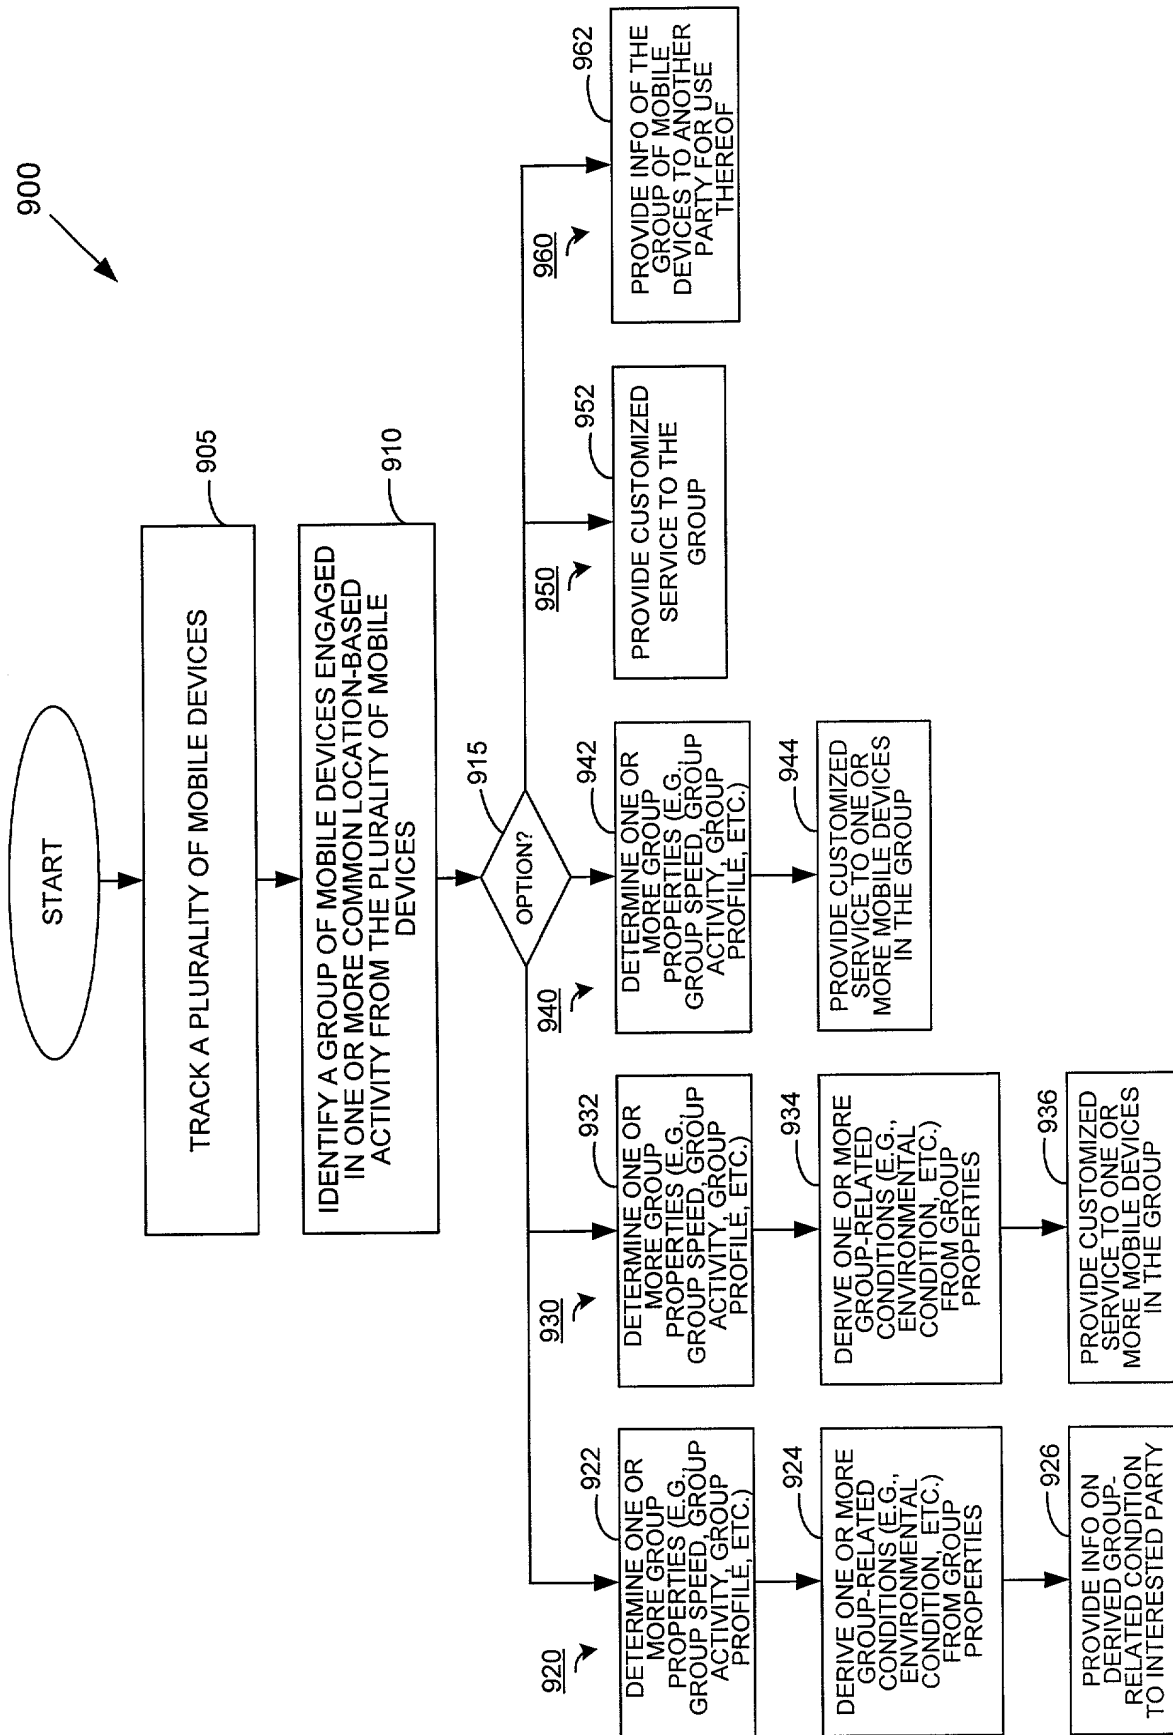 900
START
TRACK A PLURALITY OF MOBILE DEVICES
905
IDENTIFY A GROUP OF MOBILE DEVICES ENGAGED
IN ONE OR MORE COMMON LOCATION-BASED
ACTIVITY FROM THE PLURALITY OF MOBILE
DEVICES
910
OPTION?
915
920
DETERMINE ONE OR
MORE GROUP
PROPERTIES (E.G.,
GROUP SPEED, GROUP
ACTIVITY, GROUP
PROFILE, ETC.)
922
DERIVE ONE OR MORE
GROUP-RELATED
CONDITIONS (E.G.,
ENVIRONMENTAL
CONDITION, ETC.)
FROM GROUP
PROPERTIES
924
PROVIDE INFO ON
DERIVED GROUP-
RELATED CONDITION
TO INTERESTED PARTY
926
930
DETERMINE ONE OR
MORE GROUP
PROPERTIES (E.G.,
GROUP SPEED, GROUP
ACTIVITY, GROUP
PROFILE, ETC.)
932
DERIVE ONE OR MORE
GROUP-RELATED
CONDITIONS (E.G.,
ENVIRONMENTAL
CONDITION, ETC.)
FROM GROUP
PROPERTIES
934
PROVIDE CUSTOMIZED
SERVICE TO ONE OR
MORE MOBILE DEVICES
IN THE GROUP
936
940
DETERMINE ONE OR
MORE GROUP
PROPERTIES (E.G.,
GROUP SPEED, GROUP
ACTIVITY, GROUP
PROFILE, ETC.)
942
PROVIDE CUSTOMIZED
SERVICE TO ONE OR
MORE MOBILE DEVICES
IN THE GROUP
944
950
PROVIDE CUSTOMIZED
SERVICE TO THE
GROUP
952
960
PROVIDE INFO OF THE
GROUP OF MOBILE
DEVICES TO ANOTHER
PARTY FOR USE
THEREOF
962